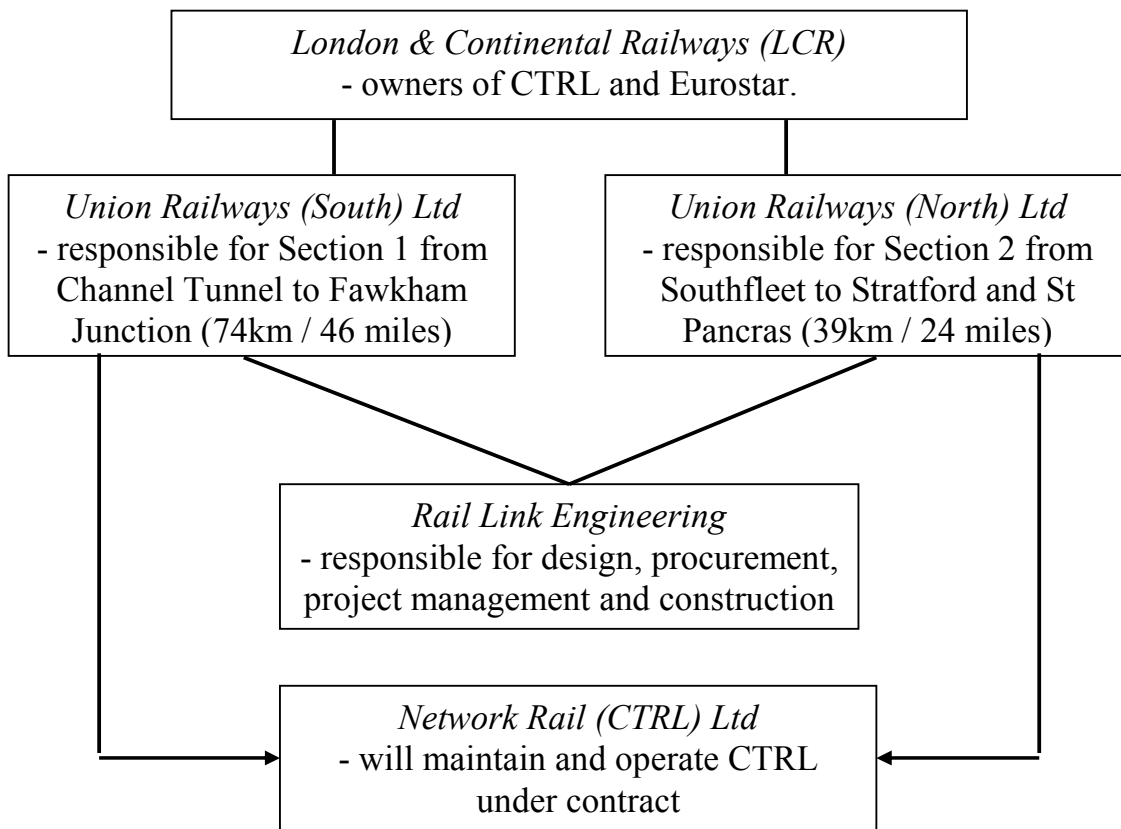 London & Continental Railways (LCR)
- owners of CTRL and Eurostar.
Union Railways (South) Ltd
- responsible for Section 1 from
Channel Tunnel to Fawkham
Junction (74km / 46 miles)
Union Railways (North) Ltd
- responsible for Section 2 from
Southfleet to Stratford and St
Pancras (39km / 24 miles)
Rail Link Engineering
- responsible for design, procurement,
project management and construction
Network Rail (CTRL) Ltd
- will maintain and operate CTRL
under contract